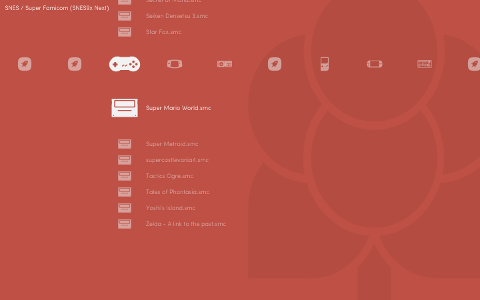 SNES / Super Famicom (SNES9x Next)
Seiken Densetsu 3.smc
Star Fox.smc
Super Mario World.smc
Super Metroid.smc
supercastlevania4.smc
Tactics Ogre.smc
Tales of Phantasia.smc
Yoshi's Island.smc
Zelda - A link to the past.smc